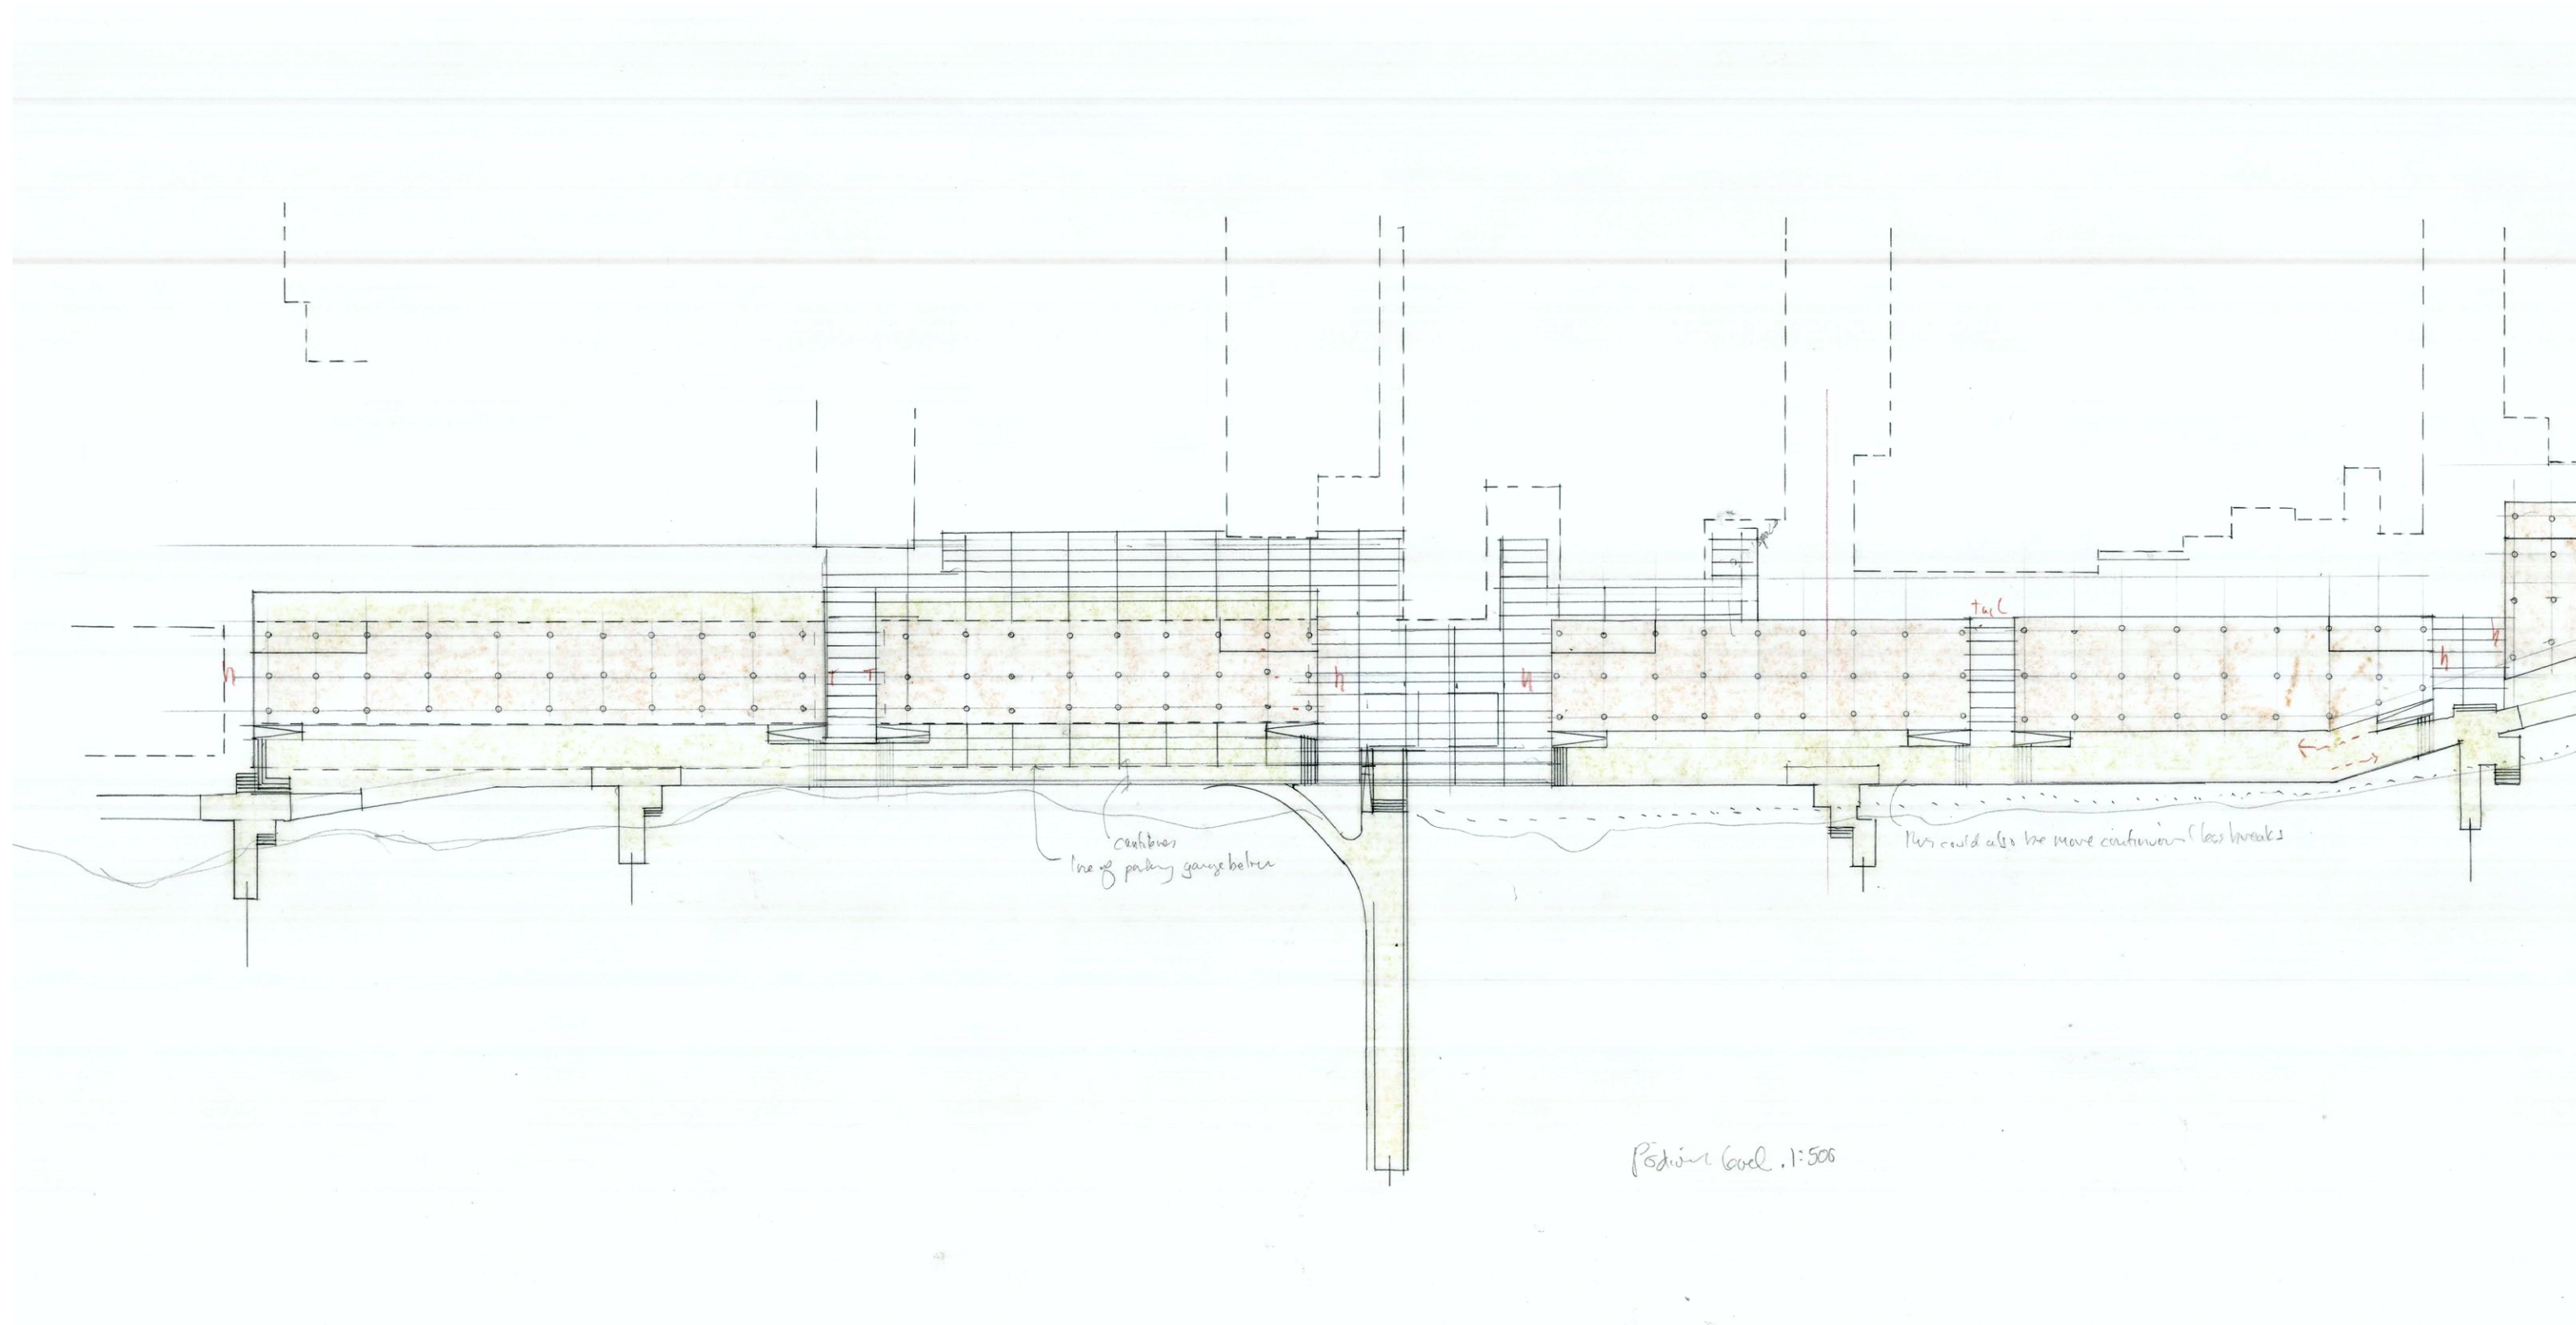 h
T
T
h
h
h
h
cantilever
line of parking garage below
This could also be more continuous / less breaks
Podium level. 1:500